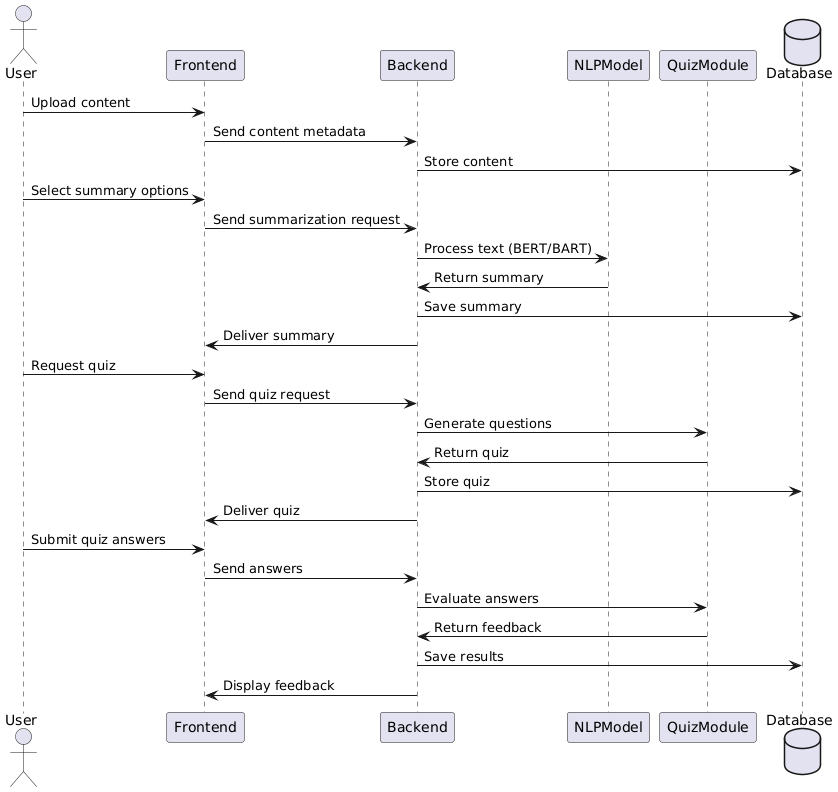 User
Frontend
Backend
NLPModel
QuizModule
Database
Upload content
Send content metadata
Store content
Select summary options
Send summarization request
Process text (BERT/BART)
Return summary
Save summary
Deliver summary
Request quiz
Send quiz request
Generate questions
Return quiz
Store quiz
Deliver quiz
Submit quiz answers
Send answers
Evaluate answers
Return feedback
Save results
Display feedback
User
Frontend
Backend
NLPModel
QuizModule
Database